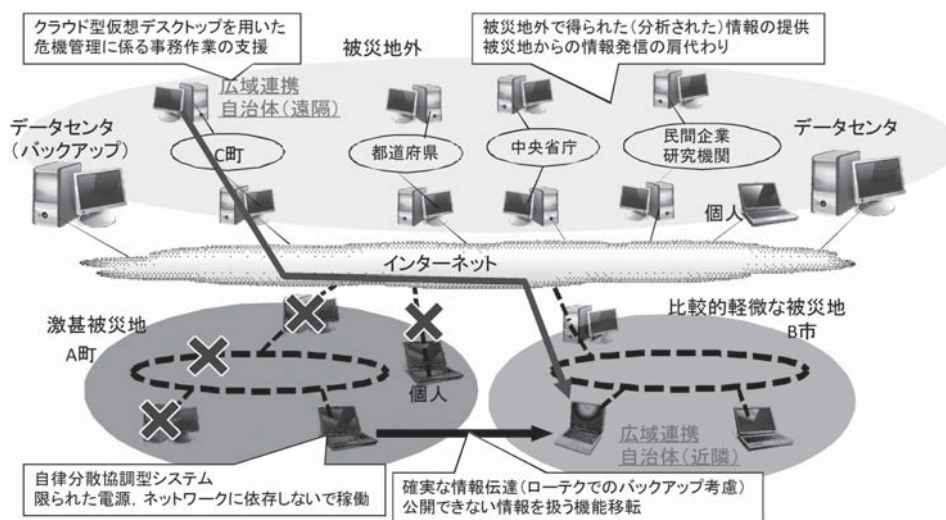 クラウド型仮想デスクトップを用いた
危機管理に係る事務作業の支援
被災地外で得られた(分析された)情報の提供
被災地からの情報発信の肩代わり
被災地外
広域連携
自治体(遠隔)
データセンタ
(バックアップ)
C町
都道府県
中央省庁
民間企業
研究機関
データセンタ
個人
インターネット
激甚被災地
A町
個人
比較的軽微な被災地
B市
広域連携
自治体(近隣)
自律分散協調型システム
限られた電源,ネットワークに依存しないで稼働
確実な情報伝達(ローテクでのバックアップ考慮)
公開できない情報を扱う機能移転